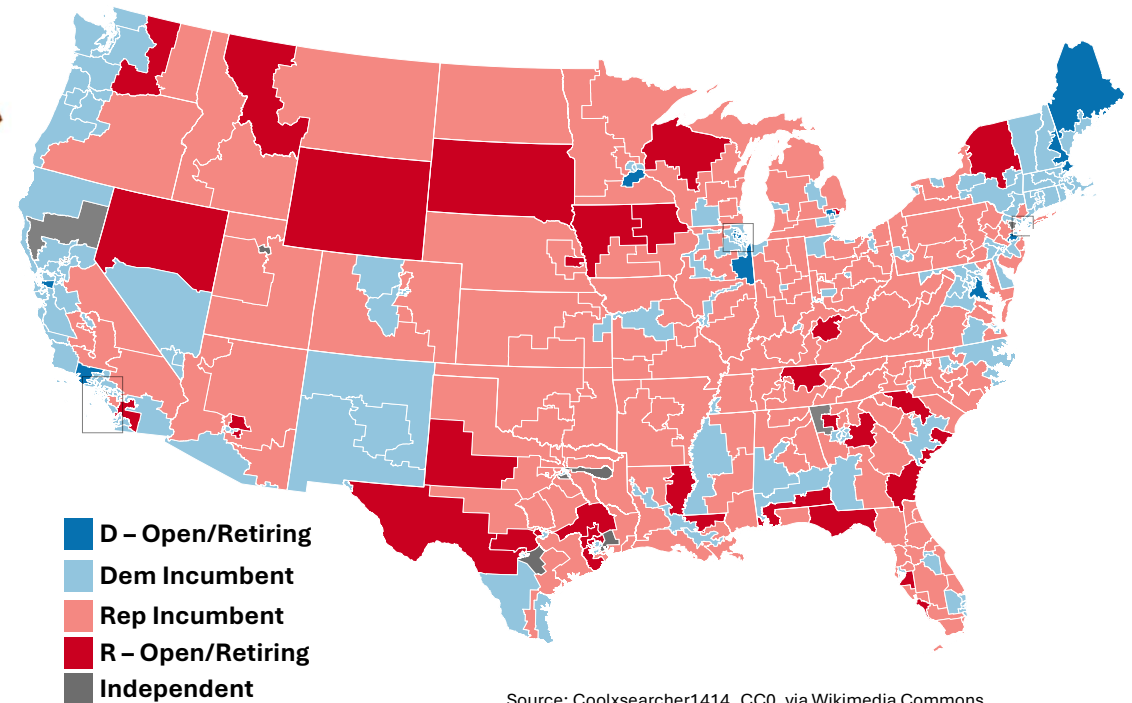 D – Open/Retiring
Dem Incumbent
Rep Incumbent
R – Open/Retiring
Independent
Source: Coolxsearcher1414, CC0, via Wikimedia Commons